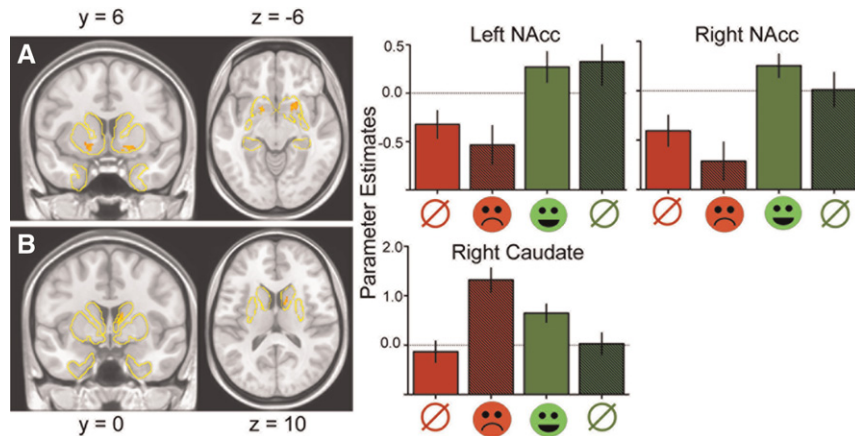 y = 6 z = -6
A
B
y = 0 z = 10
Left NAcc Right NAcc
Parameter Estimates
0.5
0.0
-0.5
Right Caudate
2.0
1.0
0.0